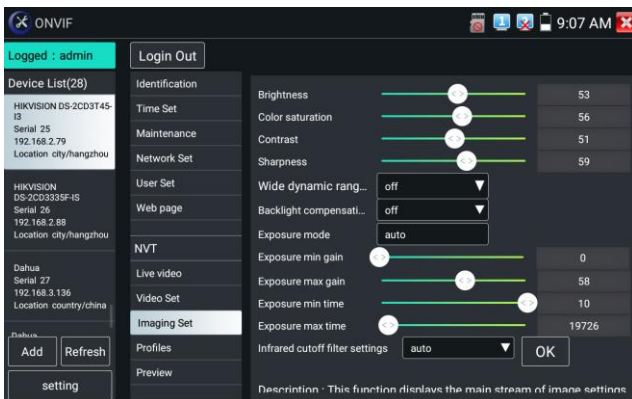 ONVIF
9:07 AM
Logged : admin
Login Out
Device List(28)
HIKVISION DS-2CD3T45-
I3
Serial 25
192.168.2.79
Location city/hangzhou
HIKVISION
DS-2CD3335F-IS
Serial 26
192.168.2.88
Location city/hangzhou
Dahua
Serial 27
192.168.3.136
Location country/china
Dahua
Add
Refresh
setting
Identification
Time Set
Maintenance
Network Set
User Set
Web page
NVT
Live video
Video Set
Imaging Set
Profiles
Preview
Brightness 53
Color saturation 56
Contrast 51
Sharpness 59
Wide dynamic rang... off
Backlight compensati... off
Exposure mode auto
Exposure min gain 0
Exposure max gain 58
Exposure min time 10
Exposure max time 19726
Infrared cutoff filter settings auto OK
Description : This function displays the main stream of image settings